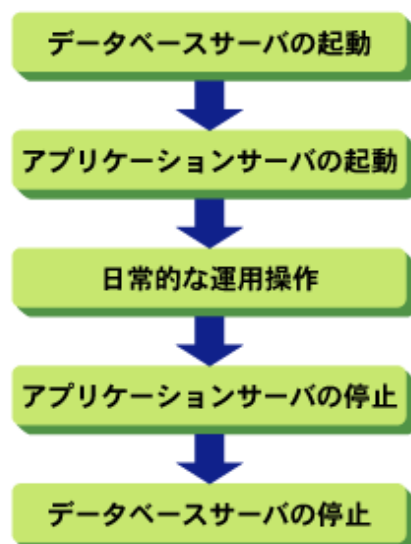 データベースサーバの起動
アプリケーションサーバの起動
日常的な運用操作
アプリケーションサーバの停止
データベースサーバの停止